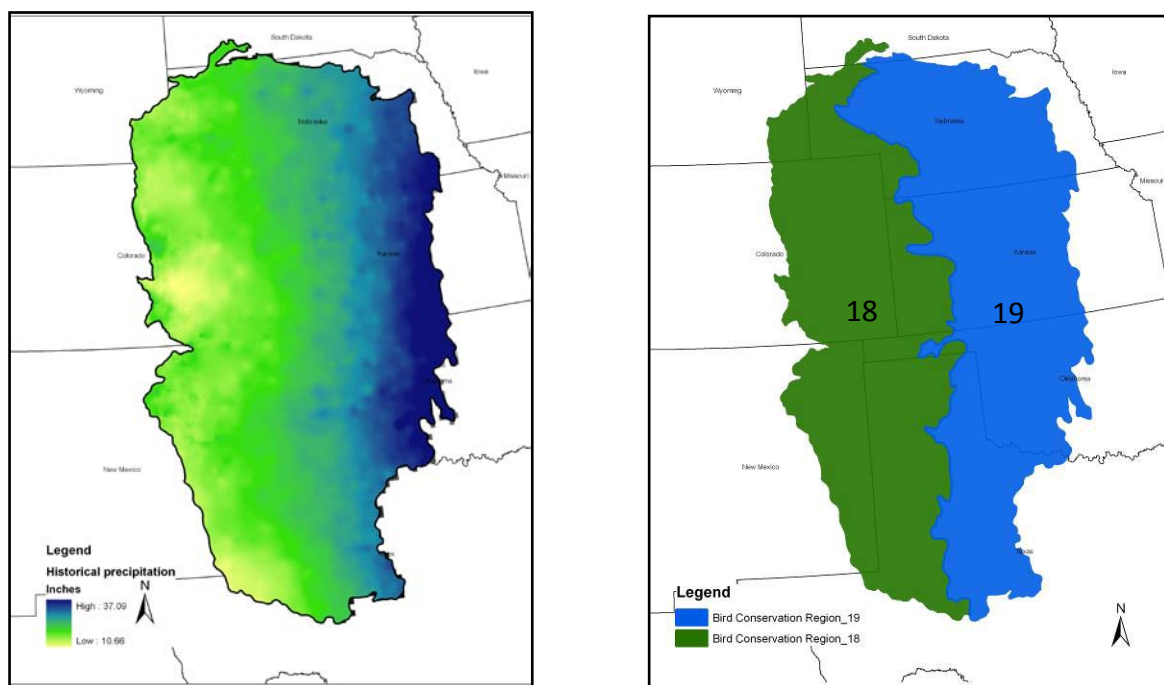 South Dakota
Iowa
Wyoming
Nebraska
Missouri
Colorado
Kansas
Oklahoma
New Mexico
Legend
Historical precipitation
Inches
High : 37.09
Low : 10.66
N
South Dakota
Iowa
Wyoming
Nebraska
Missouri
Colorado
Kansas
18
19
Oklahoma
New Mexico
Texas
Legend
Bird Conservation Region_19
Bird Conservation Region_18
N